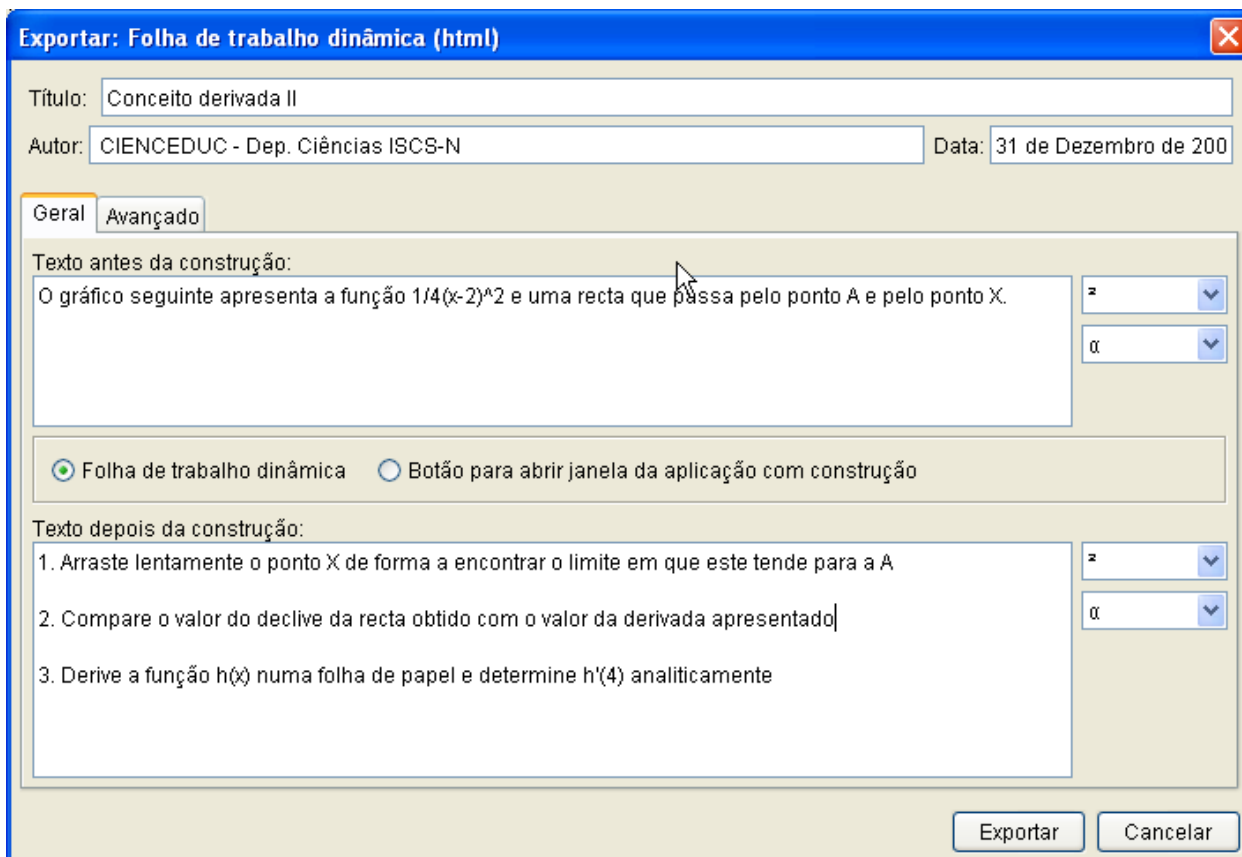 Exportar: Folha de trabalho dinâmica (html)
Título: Conceito derivada II
Autor: CIENCEDUC - Dep. Ciências ISCS-N Data: 31 de Dezembro de 200
Geral Avançado
Texto antes da construção:
O gráfico seguinte apresenta a função 1/4(x-2)^2 e uma recta que passa pelo ponto A e pelo ponto X.
²
α
Folha de trabalho dinâmica Botão para abrir janela da aplicação com construção
Texto depois da construção:
1. Arraste lentamente o ponto X de forma a encontrar o limite em que este tende para a A
²
2. Compare o valor do declive da recta obtido com o valor da derivada apresentado
α
3. Derive a função h(x) numa folha de papel e determine h'(4) analiticamente
Exportar Cancelar